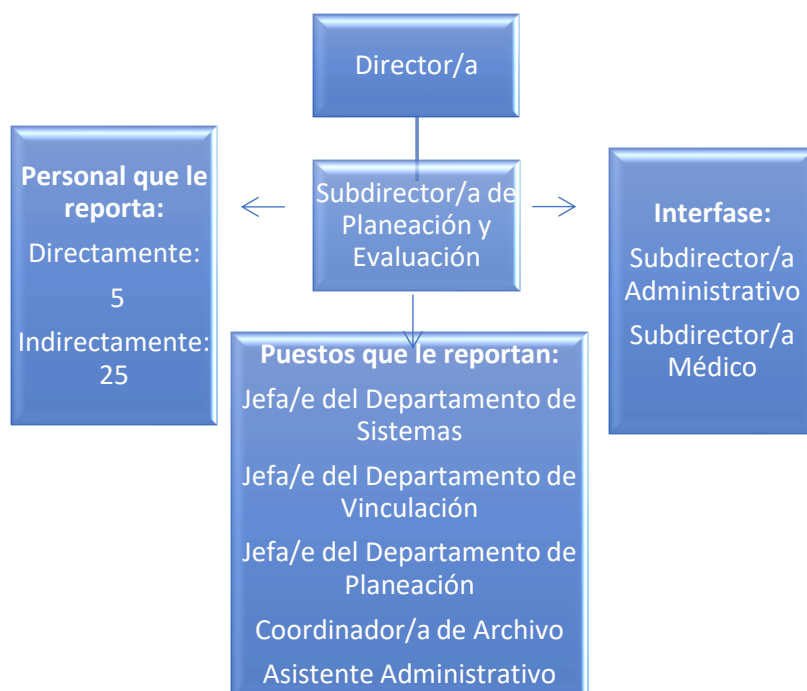 Director/a
Personal que le
reporta:
Directamente:
5
Indirectamente:
25
Subdirector/a de
Planeación y
Evaluación
Interfase:
Subdirector/a
Administrativo
Subdirector/a
Médico
Puestos que le reportan:
Jefa/e del Departamento de
Sistemas
Jefa/e del Departamento de
Vinculación
Jefa/e del Departamento de
Planeación
Coordinador/a de Archivo
Asistente Administrativo